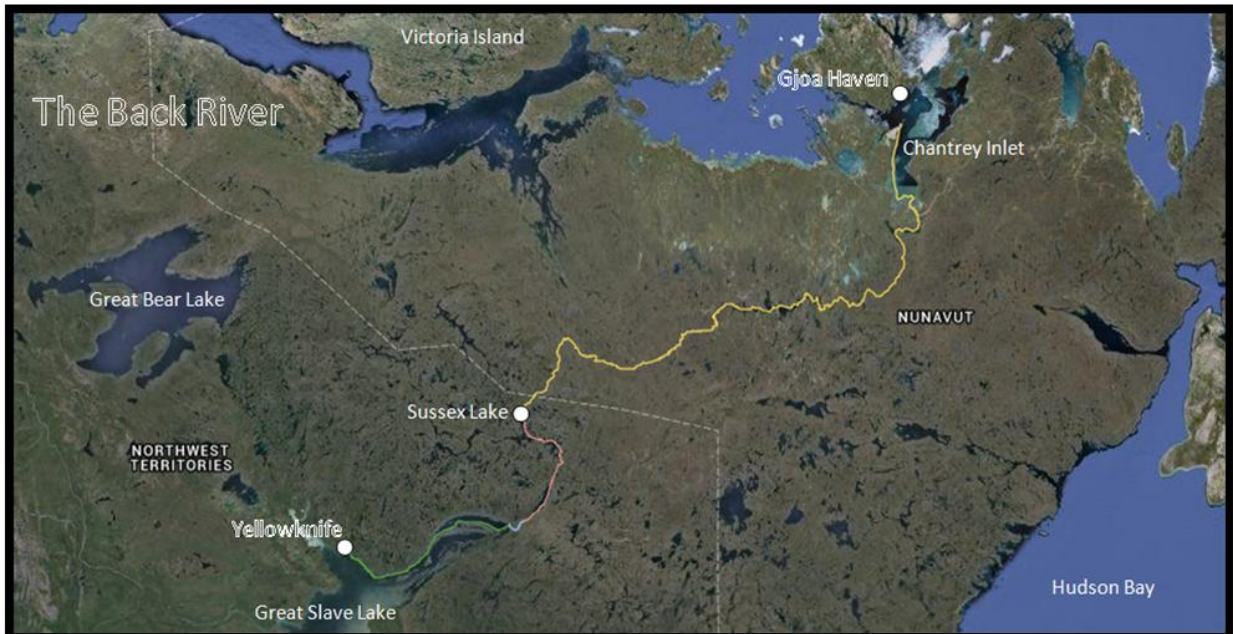 Victoria Island
Gjoa Haven
The Back River
Chantrey Inlet
Great Bear Lake
NUNAVUT
Sussex Lake
NORTHWEST
TERRITORIES
Yellowknife
Hudson Bay
Great Slave Lake